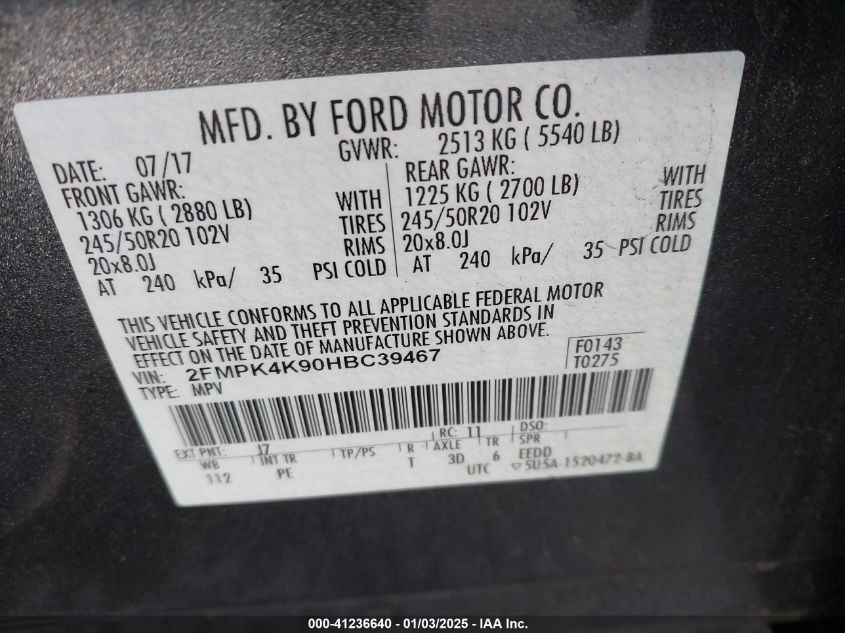 MFD. BY FORD MOTOR CO.
DATE: 07/17 GVWR: 2513 KG ( 5540 LB)
FRONT GAWR: REAR GAWR:
1306 KG ( 2880 LB) WITH 1225 KG ( 2700 LB) WITH
245/50R20 102V TIRES 245/50R20 102V TIRES
20x8.0J RIMS 20x8.0J RIMS
AT 240 kPa/ 35 PSI COLD AT 240 kPa/ 35 PSI COLD
THIS VEHICLE CONFORMS TO ALL APPLICABLE FEDERAL MOTOR
VEHICLE SAFETY AND THEFT PREVENTION STANDARDS IN
EFFECT ON THE DATE OF MANUFACTURE SHOWN ABOVE.
VIN: 2FMPK4K90HBC39467 F0143
TYPE: MPV T0275
EXT PNT: J7 RC: 11 DSO:
WB INT TR TP/PS R AXLE TR SPR
112 PE T 3D 6 EEDD
UTC ▽5U5A-1520472-BA
000-41236640 - 01/03/2025 - IAA Inc.